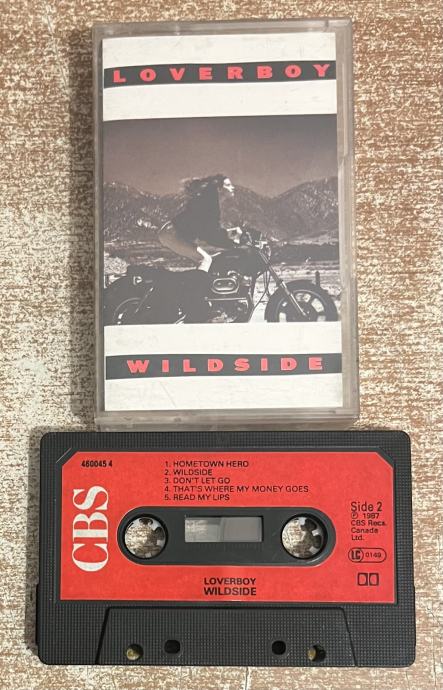 LOVERBOY
WILDSIDE
460045 4
1. HOMETOWN HERO
2. WILDSIDE
3. DON'T LET GO
4. THAT'S WHERE MY MONEY GOES
5. READ MY LIPS
CBS
Side 2
℗ 1987
CBS Recs.
Canada
Ltd.
LC 0149
LOVERBOY
WILDSIDE